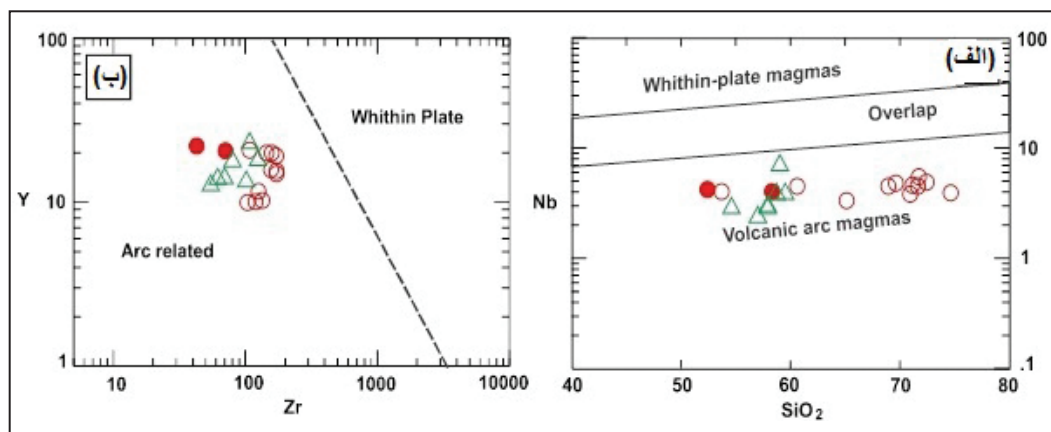 (الف)
100
Whithin-plate magmas
Overlap
10
Nb
Volcanic arc magmas
1
.1
40 50 60 70 80
SiO₂
(ب)
100
Whithin Plate
Y
10
Arc related
1
10 100 1000 10000
Zr